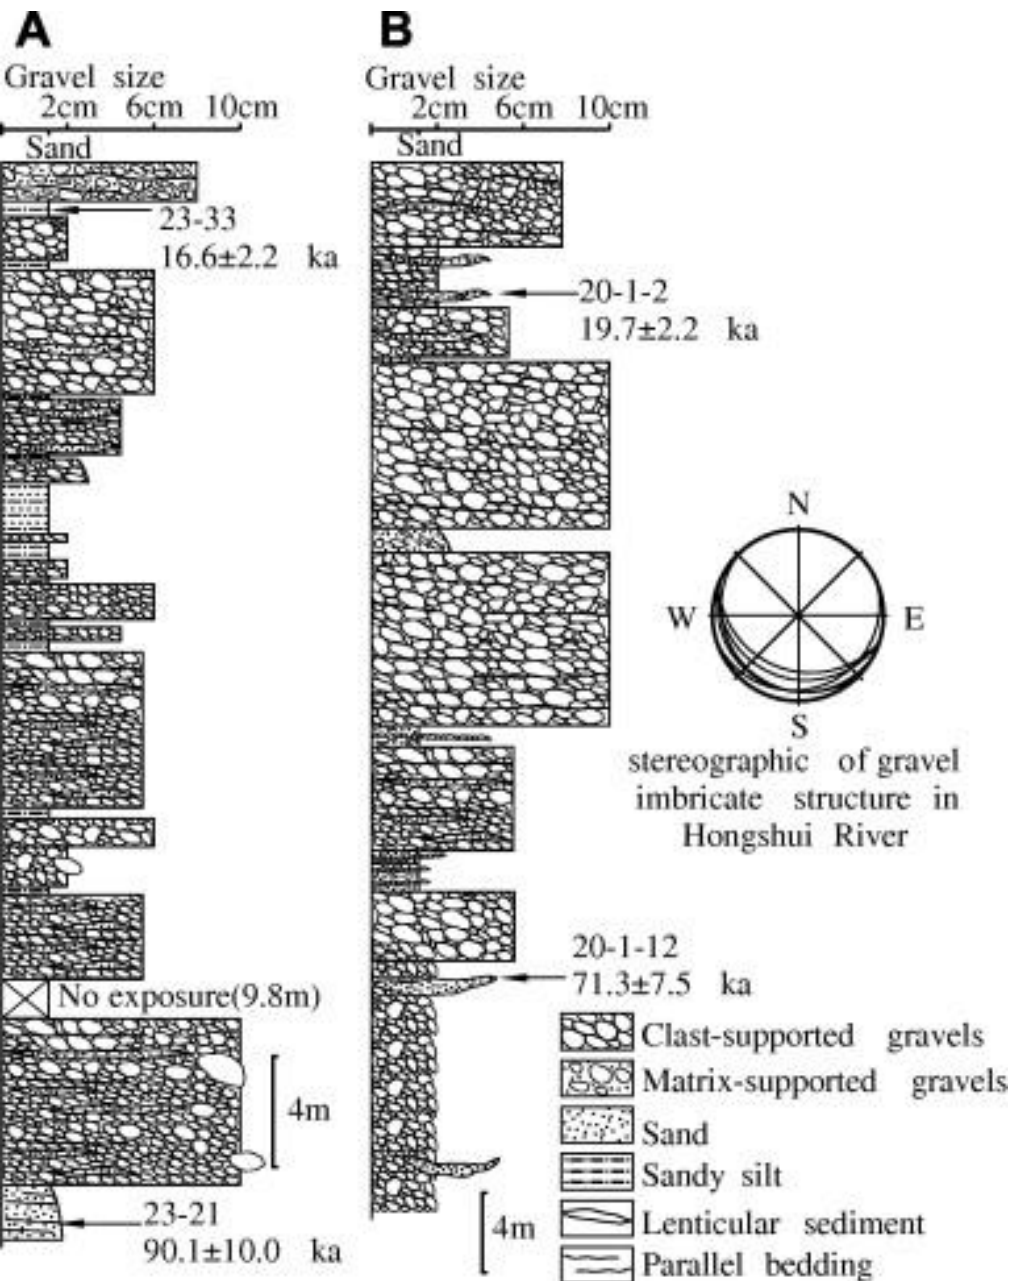 A
Gravel size
2cm 6cm 10cm
Sand
23-33
16.6±2.2 ka
No exposure(9.8m)
4m
23-21
90.1±10.0 ka
B
Gravel size
2cm 6cm 10cm
Sand
20-1-2
19.7±2.2 ka
N
W E
S
stereographic of gravel
imbricate structure in
Hongshui River
20-1-12
71.3±7.5 ka
4m
Clast-supported gravels
Matrix-supported gravels
Sand
Sandy silt
Lenticular sediment
Parallel bedding